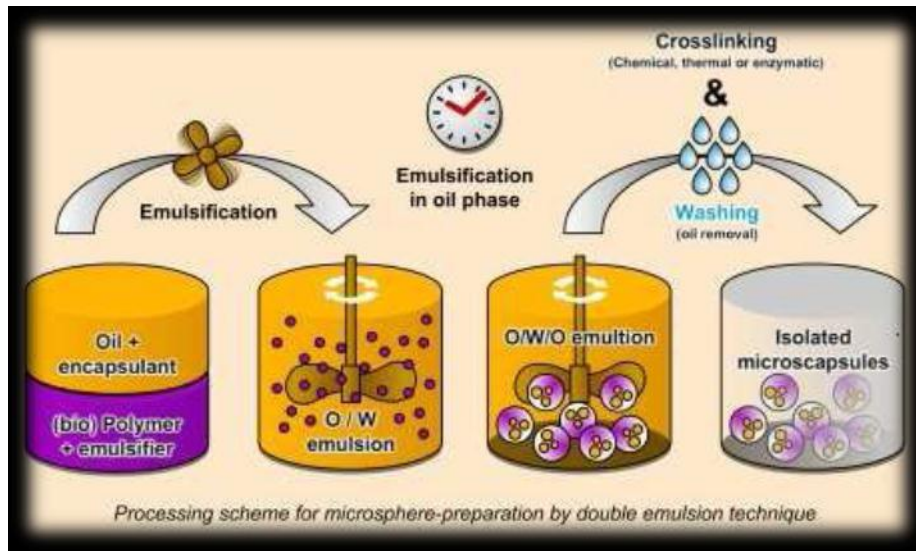 Crosslinking
(Chemical, thermal or enzymatic)
&
Washing
(oil removal)
Emulsification
Emulsification
in oil phase
Oil +
encapsulant
(bio) Polymer
+ emulsifier
O / W
emulsion
O/W/O emultion
Isolated
microscapsules
Processing scheme for microsphere-preparation by double emulsion technique